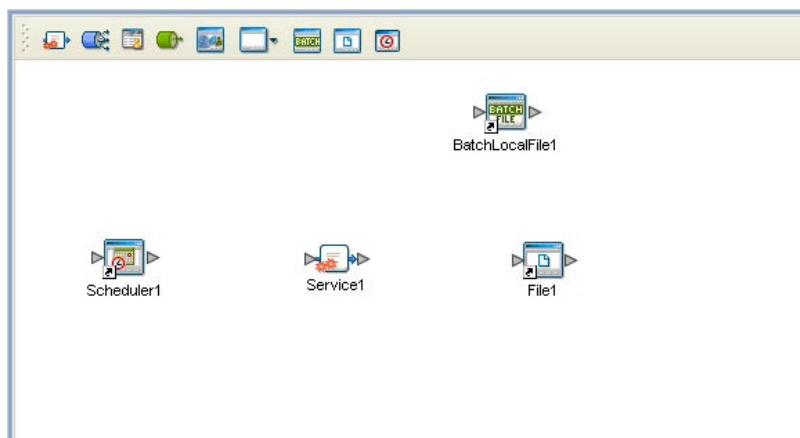 BATCH
BATCH
FILE
BatchLocalFile1
Scheduler1
Service1
File1